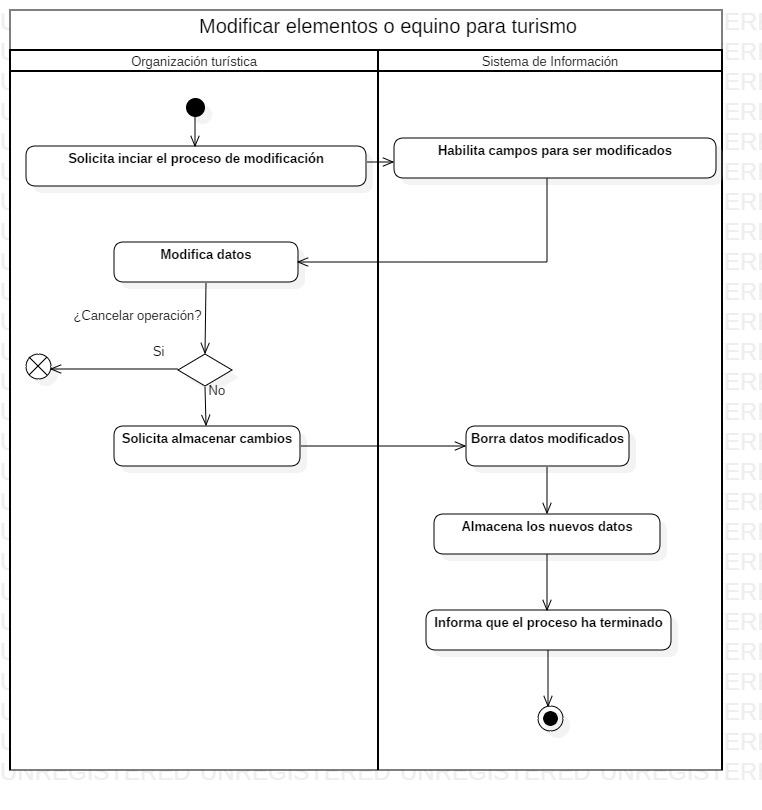 Modificar elementos o equino para turismo
Organización turística
Sistema de Información
Solicita inciar el proceso de modificación
Habilita campos para ser modificados
Modifica datos
¿Cancelar operación?
Si
No
Solicita almacenar cambios
Borra datos modificados
Almacena los nuevos datos
Informa que el proceso ha terminado
UNREGISTERED UNREGISTERED UNREGISTERED UNREGISTERI